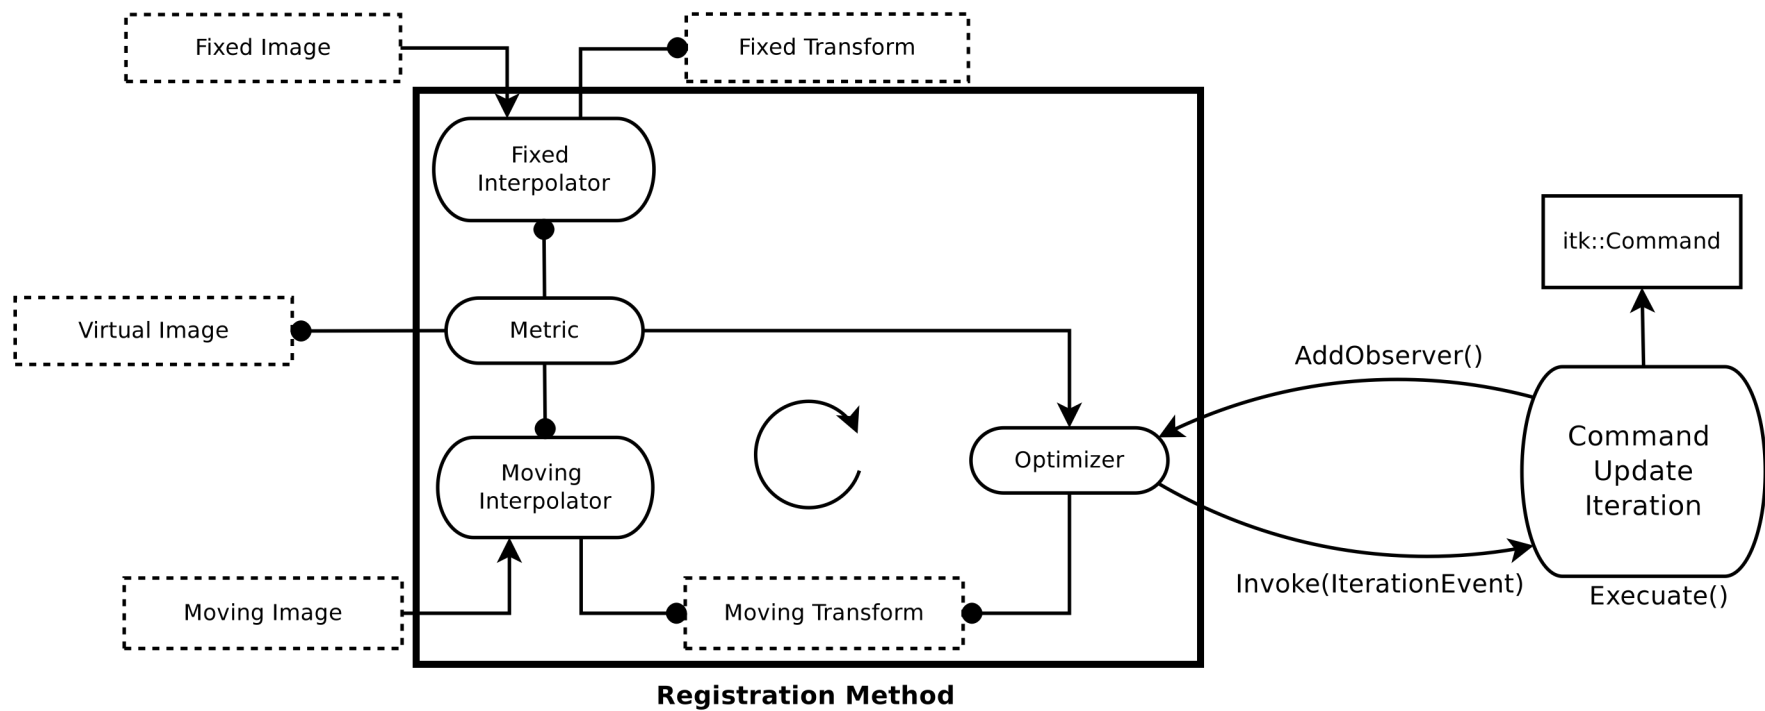 Fixed Image
Fixed Transform
Fixed
Interpolator
itk::Command
Virtual Image
Metric
AddObserver()
Moving
Interpolator
Optimizer
Command
Update
Iteration
Invoke(IterationEvent)
Execuate()
Moving Image
Moving Transform
Registration Method